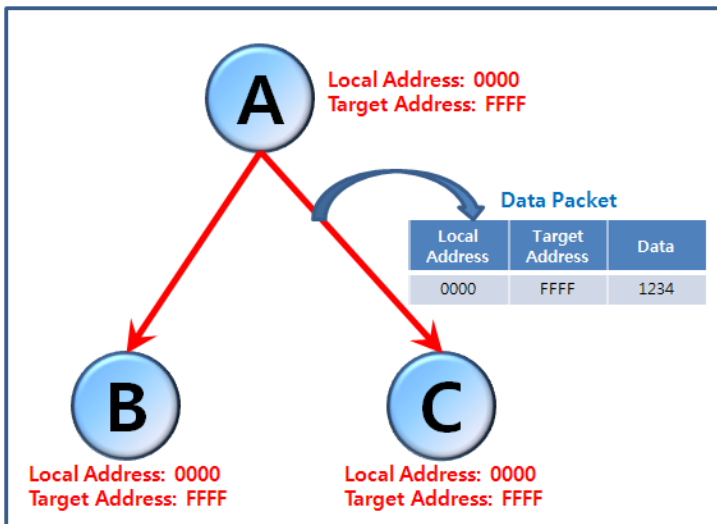 A
Local Address: 0000
Target Address: FFFF
Data Packet
Local Address
Target Address
Data
0000
FFFF
1234
B
Local Address: 0000
Target Address: FFFF
C
Local Address: 0000
Target Address: FFFF